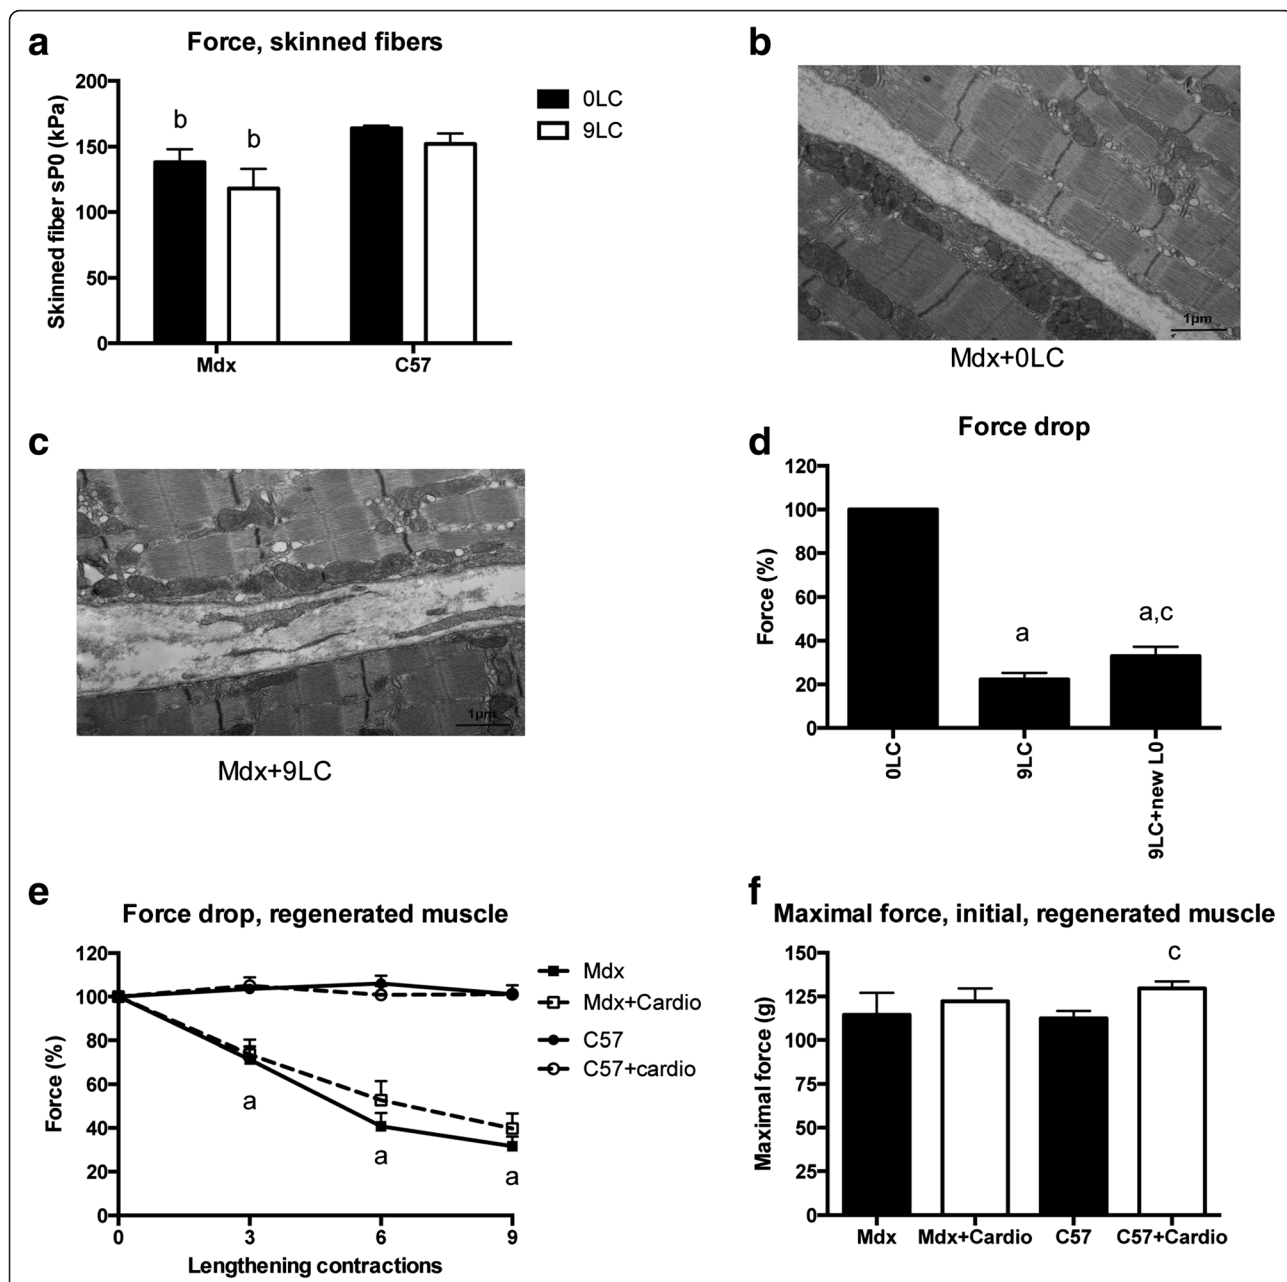 a
Force, skinned fibers
Skinned fiber sP0 (kPa)
200
150
100
50
0
b
b
Mdx
C57
0LC
9LC
b
1µm
Mdx+0LC
c
1µm
Mdx+9LC
d
Force drop
Force (%)
120
100
80
60
40
20
0
a
a,c
0LC
9LC
9LC+new L0
e
Force drop, regenerated muscle
Force (%)
120
100
80
60
40
20
0
a
a
a
0
3
6
9
Lengthening contractions
Mdx
Mdx+Cardio
C57
C57+cardio
f
Maximal force, initial, regenerated muscle
Maximal force (g)
150
125
100
75
50
25
0
c
Mdx
Mdx+Cardio
C57
C57+Cardio